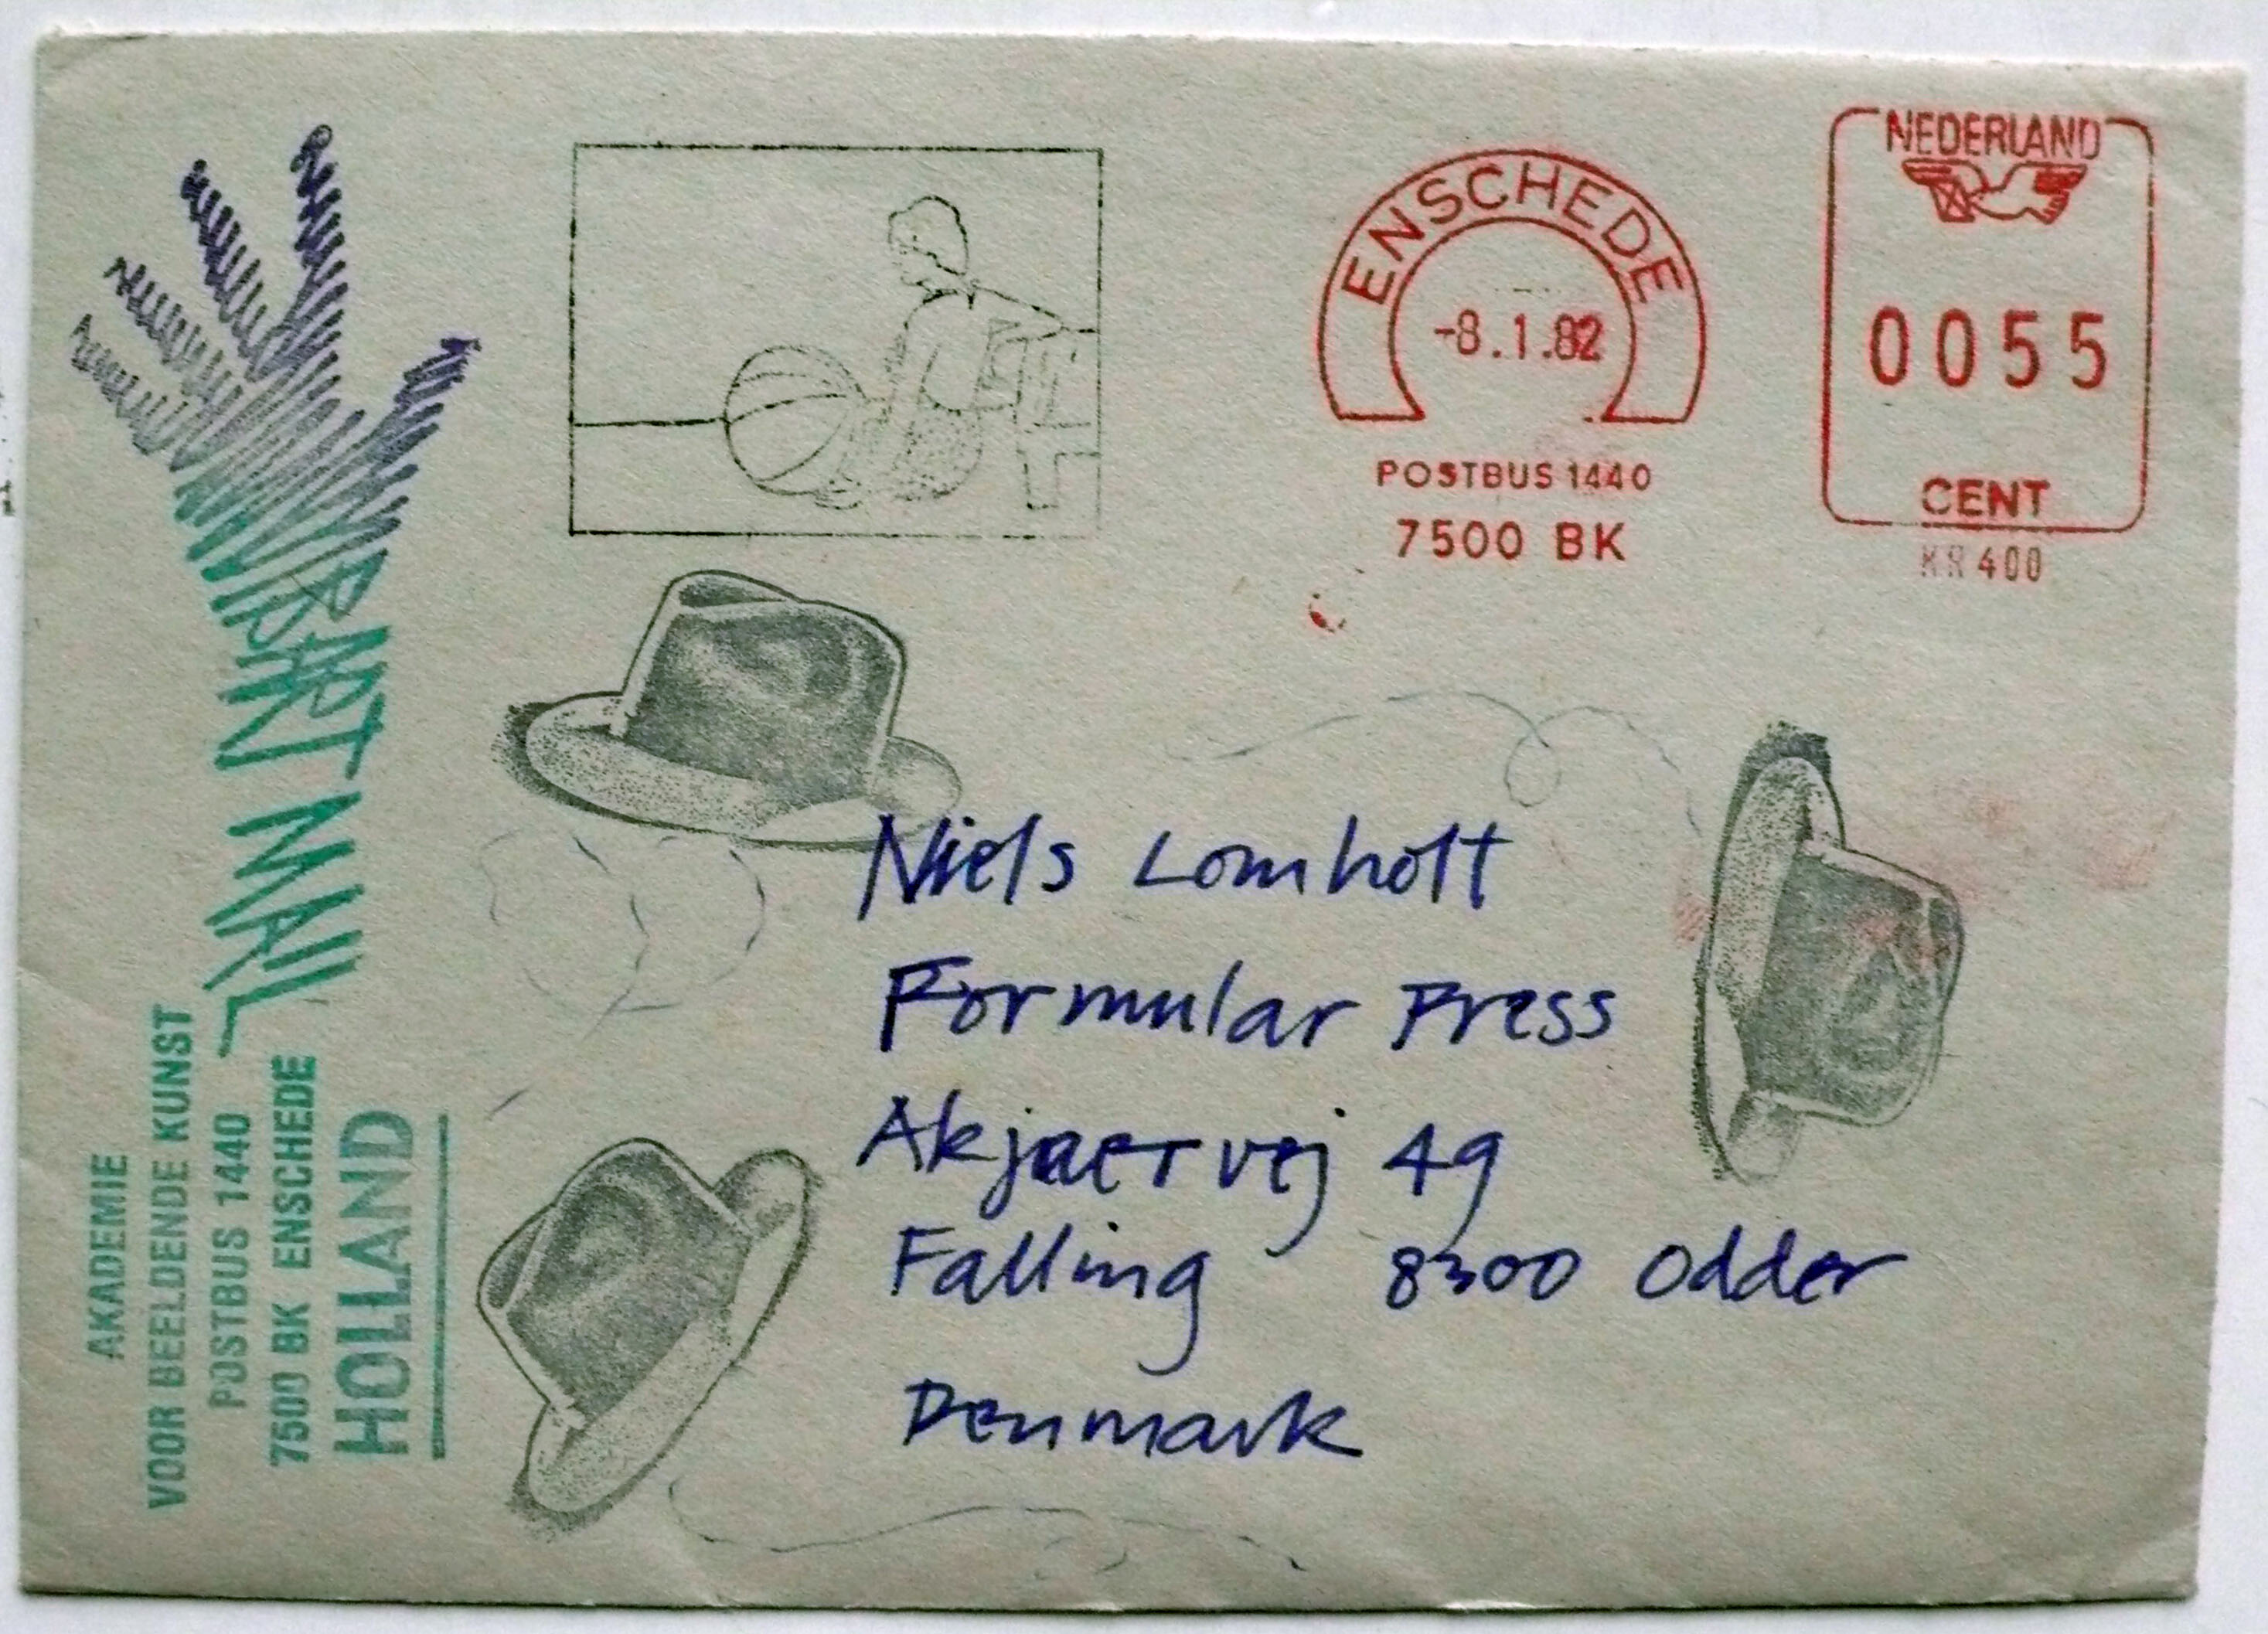 NEDERLAND
ENSCHEDE
-8.1.82
0055
POSTBUS 1440
7500 BK
CENT
KR 400
ART
MAIL
Niels Lomholt
Formular Press
Akjaervej 49
Falling 8300 Odder
Denmark
AKADEMIE
VOOR BEELDENDE KUNST
POSTBUS 1440
7500 BK ENSCHEDE
HOLLAND